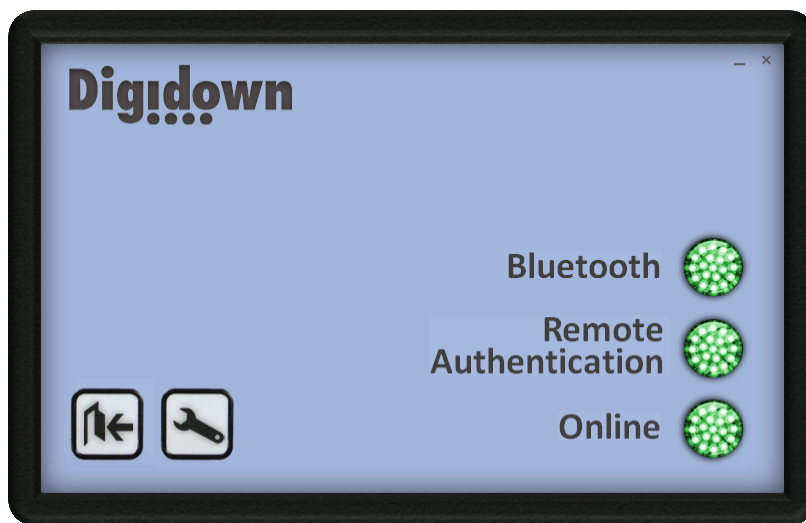 Digidown
Bluetooth
Remote
Authentication
Online